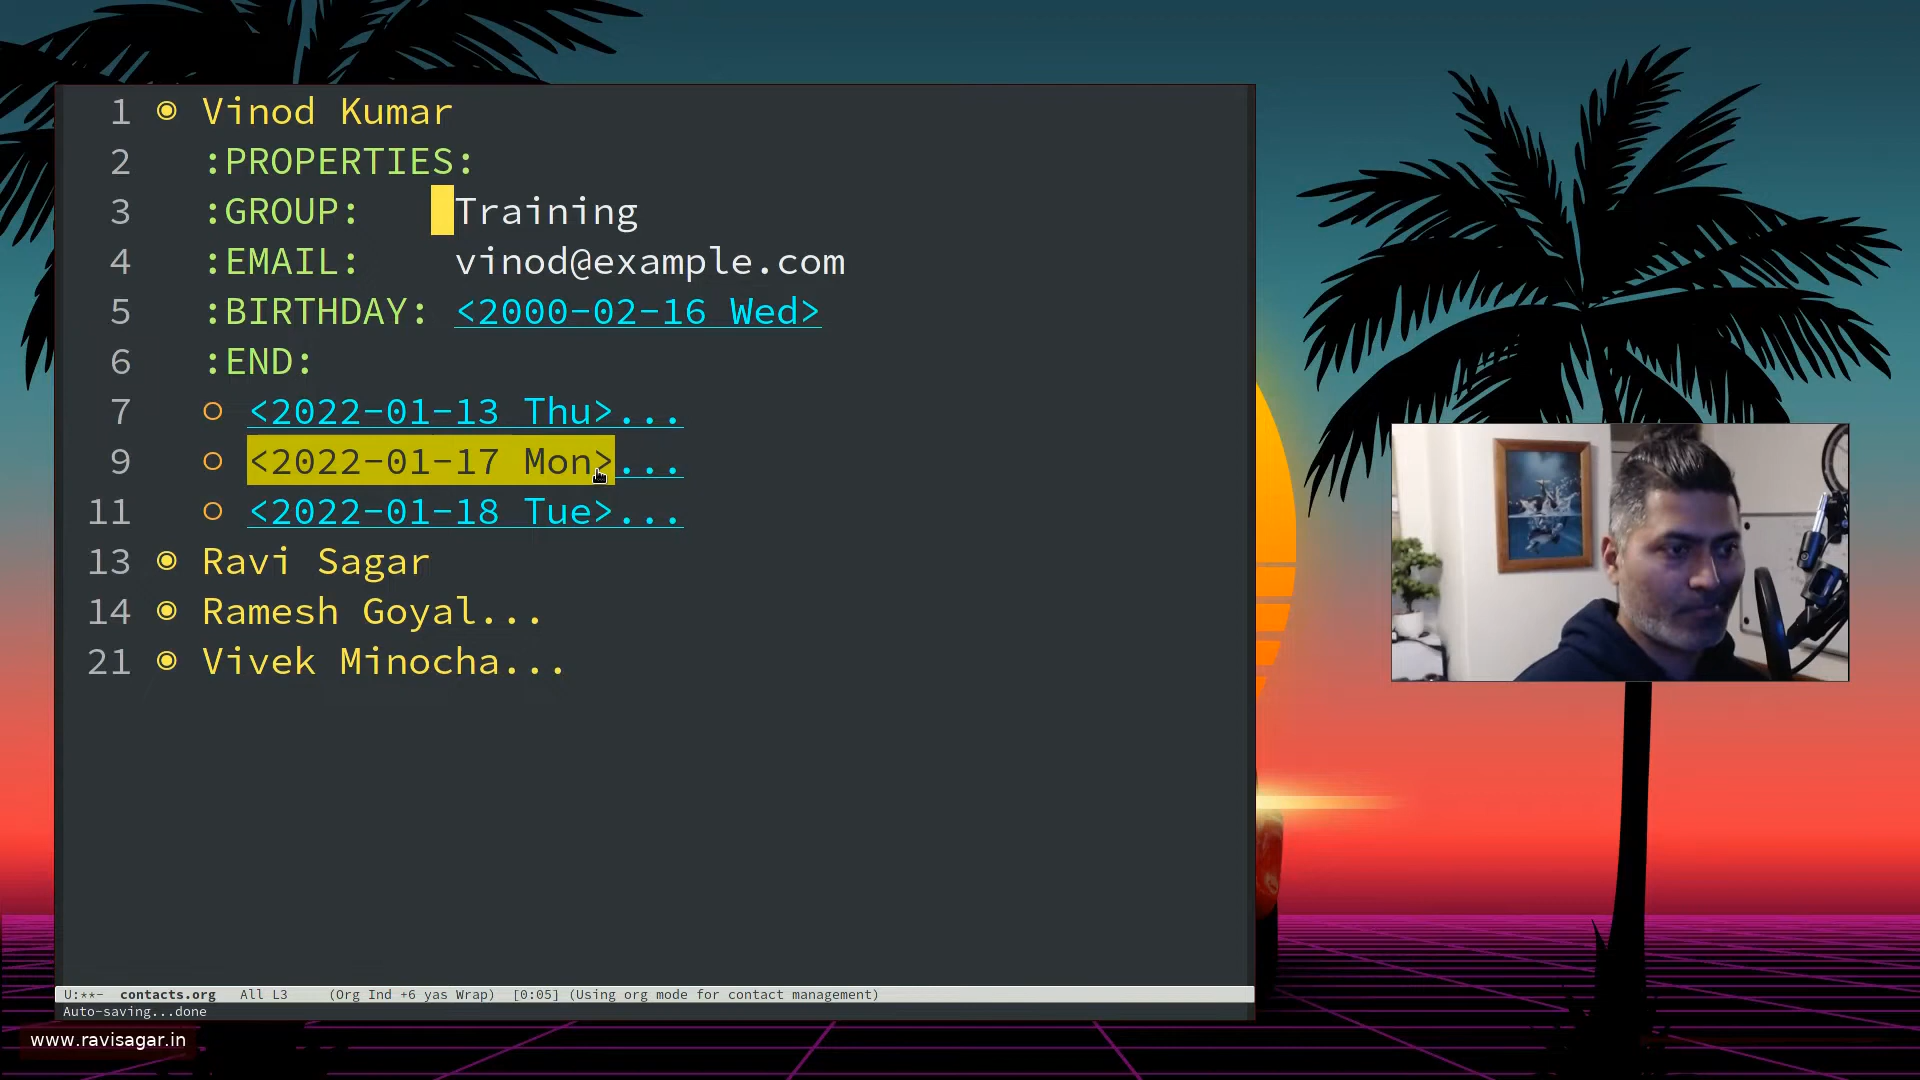 1 Vinod Kumar
2 :PROPERTIES:
3 :GROUP: Training
4 :EMAIL: vinod@example.com
5 :BIRTHDAY: <2000-02-16 Wed>
6 :END:
7 <2022-01-13 Thu>...
9 <2022-01-17 Mon>...
11 <2022-01-18 Tue>...
13 Ravi Sagar
14 Ramesh Goyal...
21 Vivek Minocha...
U:**- contacts.org All L3 (Org Ind +6 yas Wrap) [0:05] (Using org mode for contact management)
Auto-saving...done
www.ravisagar.in